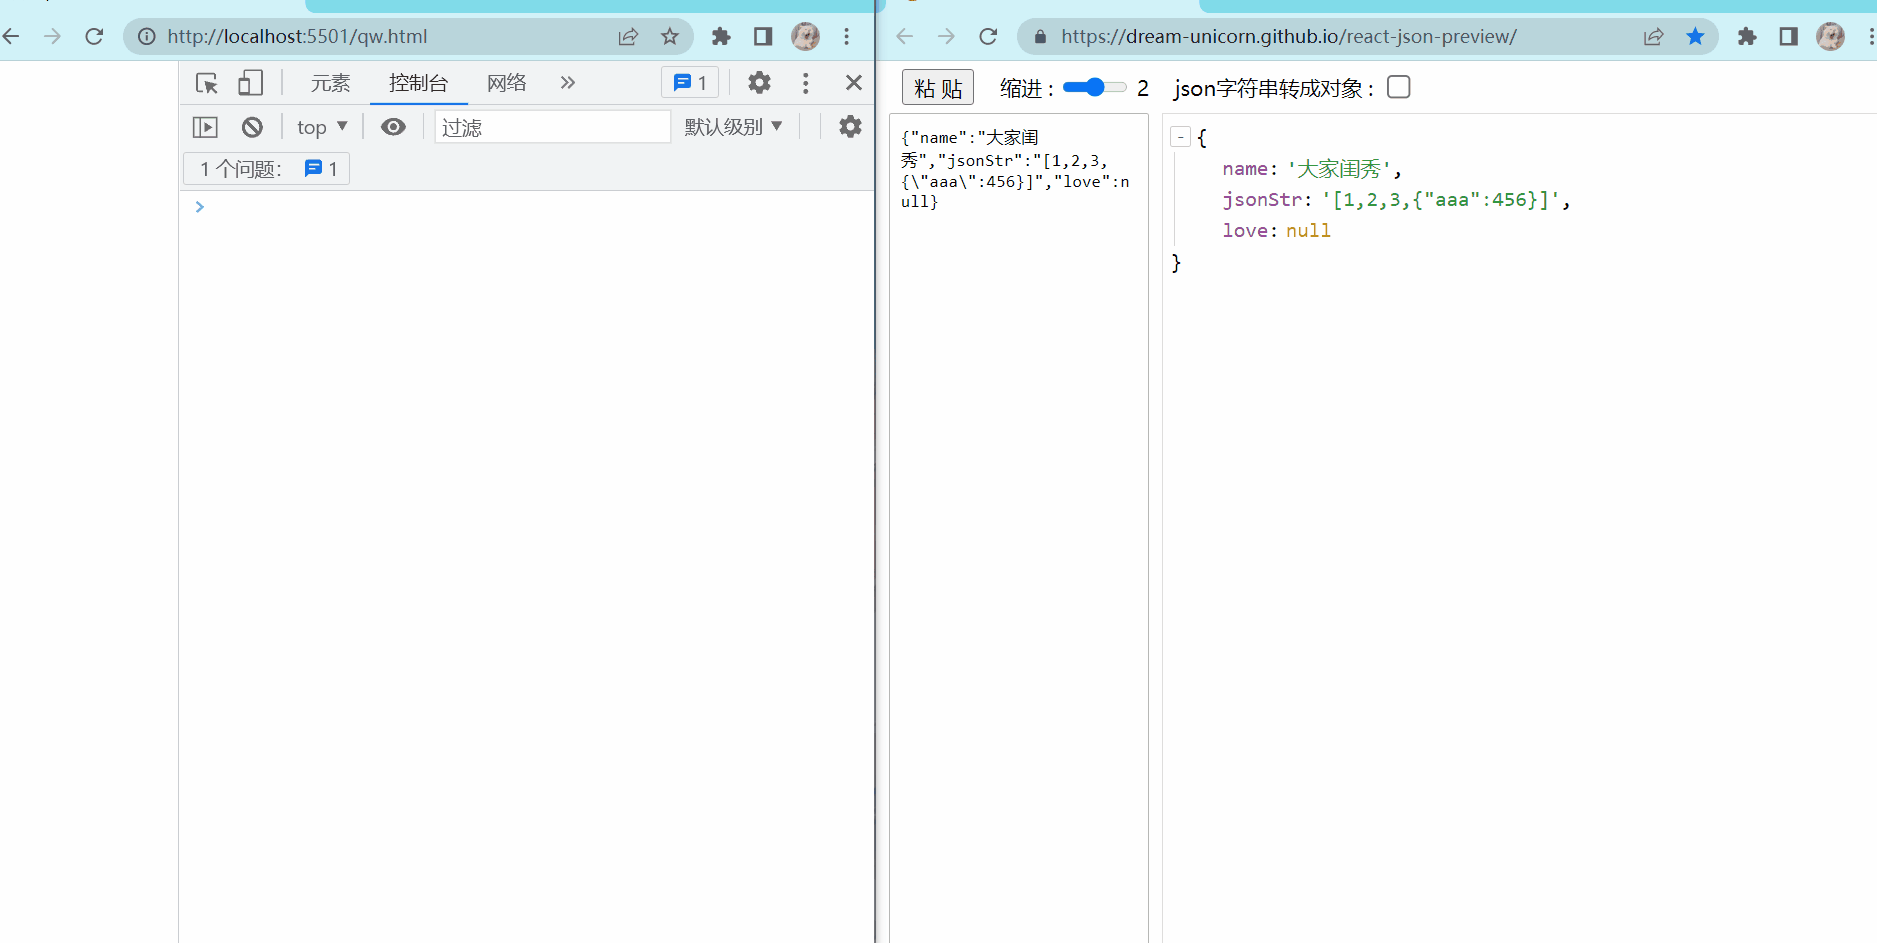 http://localhost:5501/qw.html
元素 控制台 网络 1
top 过滤 默认级别
1 个问题： 1
https://dream-unicorn.github.io/react-json-preview/
粘 贴 缩进： 2 json字符串转成对象：
{"name":"大家闺
秀","jsonStr":"[1,2,3,
{\"aaa\":456}]","love":n
ull}
- {
name: '大家闺秀',
jsonStr: '[1,2,3,{"aaa":456}]',
love: null
}